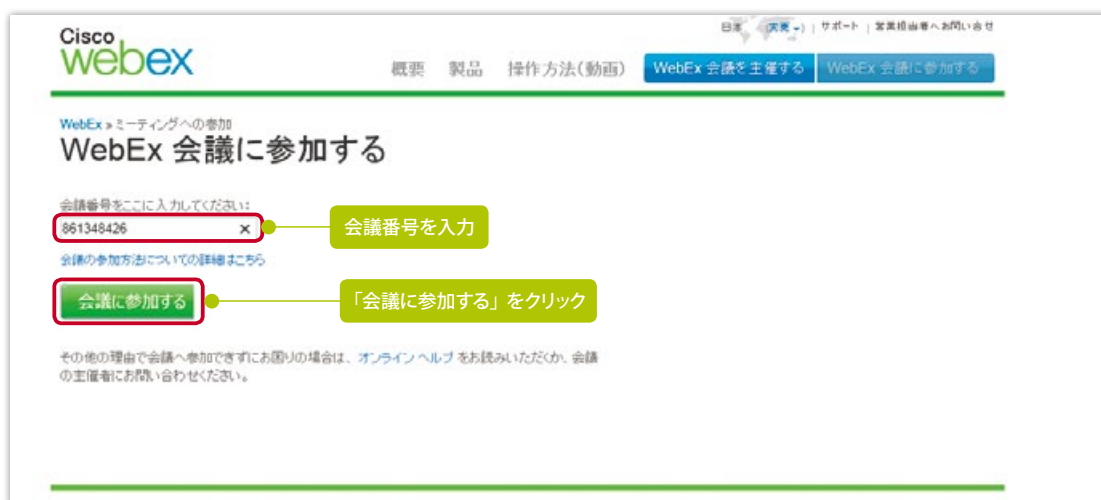 日本 (変更 -) | サポート | 営業担当者へお問い合せ
Cisco
webex
概要 製品 操作方法(動画) WebEx 会議を主催する WebEx 会議に参加する
WebEx » ミーティングへの参加
WebEx 会議に参加する
会議番号をここに入力してください:
861348426 ×
会議番号を入力
会議の参加方法についての詳細はこちら
会議に参加する
「会議に参加する」をクリック
その他の理由で会議へ参加できずにお困りの場合は、オンライン ヘルプ をお読みいただくか、会議
の主催者にお問い合わせください。